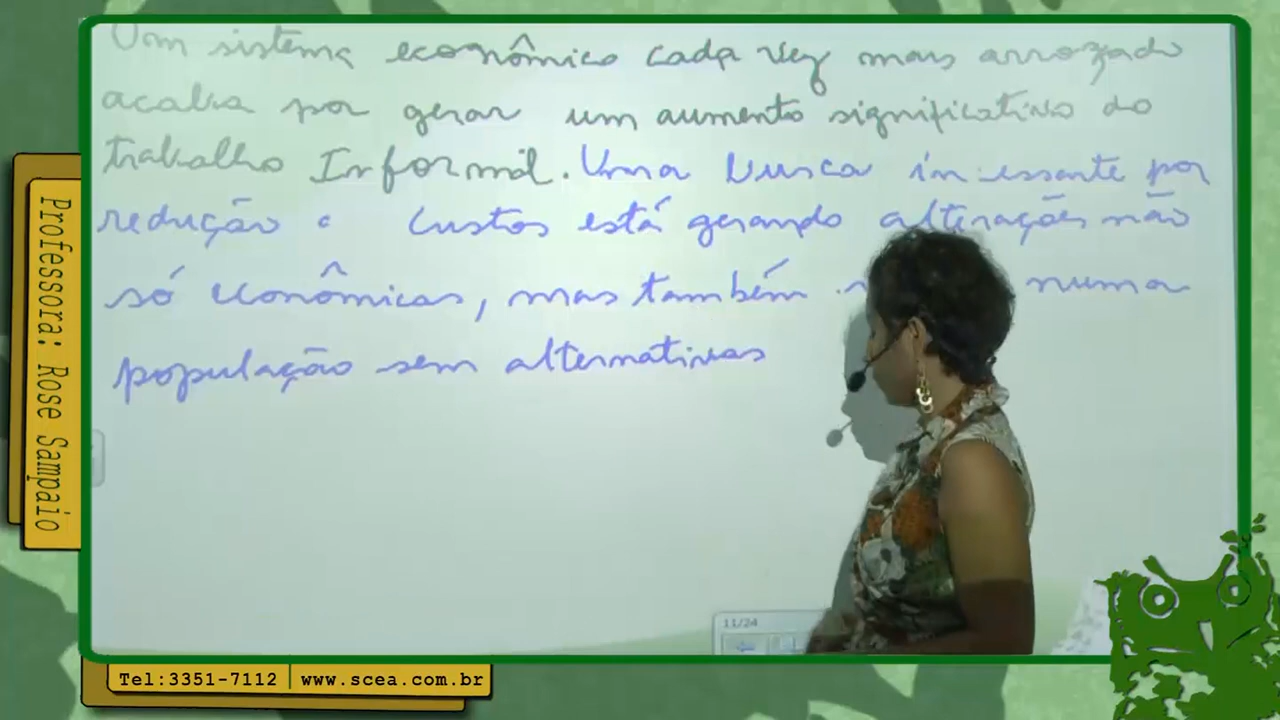 Um sistema econômico cada vez mais arrozado
acaba por gerar um aumento significativo do
trabalho Informal. Uma busca incessante por
redução custos está gerando alterações não
só econômicas, mas também numa
população sem alternativas
Professora: Rose Sampaio
11/24
Tel:3351-7112 www.scea.com.br